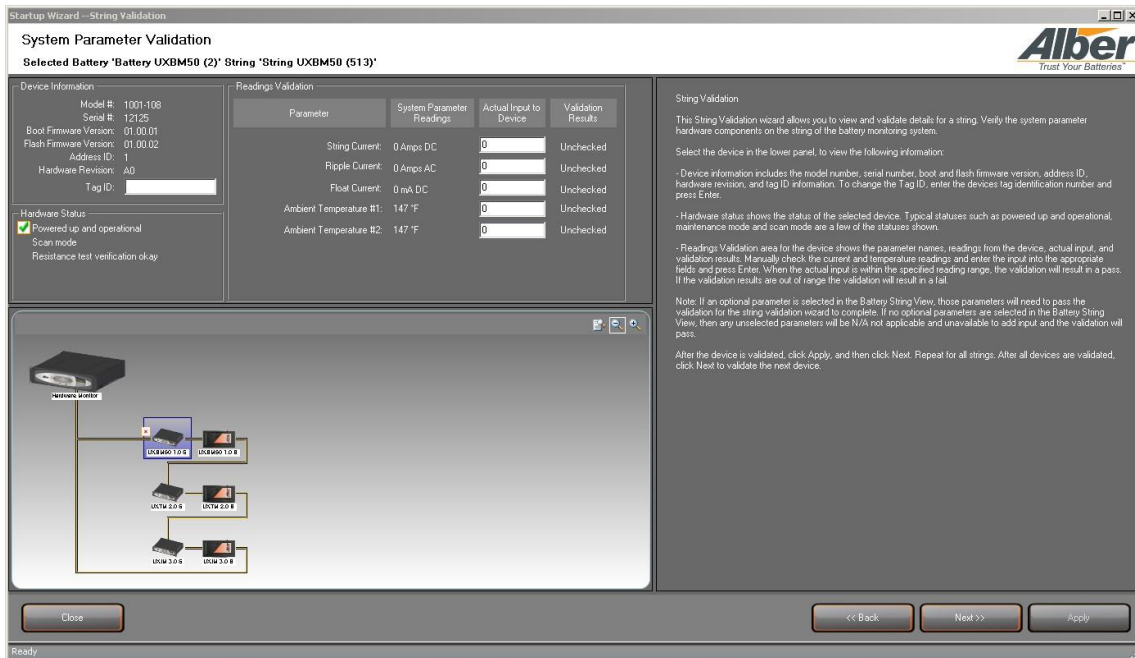 Startup Wizard --String Validation
System Parameter Validation
Selected Battery 'Battery UXBM50 (2)' String 'String UXBM50 (513)'
Alber
Trust Your Batteries™
Device Information
Model #: 1001-108
Serial #: 12125
Boot Firmware Version: 01.00.01
Flash Firmware Version: 01.00.02
Address ID: 1
Hardware Revision: A0
Tag ID:
Hardware Status
Powered up and operational
Scan mode
Resistance test verification okay
Readings Validation
Parameter System Parameter Readings Actual Input to Device Validation Results
String Current: 0 Amps DC 0 Unchecked
Ripple Current: 0 Amps AC 0 Unchecked
Float Current: 0 mA DC 0 Unchecked
Ambient Temperature #1: 147 °F 0 Unchecked
Ambient Temperature #2: 147 °F 0 Unchecked
Hardware Monitor
UXBM50 1.0 S UXBM50 1.0 B
UXTM 2.0 S UXTM 2.0 B
UXIM 3.0 S UXIM 3.0 B
String Validation
This String Validation wizard allows you to view and validate details for a string. Verify the system parameter
hardware components on the string of the battery monitoring system.
Select the device in the lower panel, to view the following information:
- Device information includes the model number, serial number, boot and flash firmware version, address ID,
hardware revision, and tag ID information. To change the Tag ID, enter the devices tag identification number and
press Enter.
- Hardware status shows the status of the selected device. Typical statuses such as powered up and operational,
maintenance mode and scan mode are a few of the statuses shown.
- Readings Validation area for the device shows the parameter names, readings from the device, actual input, and
validation results. Manually check the current and temperature readings and enter the input into the appropriate
fields and press Enter. When the actual input is within the specified reading range, the validation will result in a pass.
If the validation results are out of range the validation will result in a fail.
Note: If an optional parameter is selected in the Battery String View, those parameters will need to pass the
validation for the string validation wizard to complete. If no optional parameters are selected in the Battery String
View, then any unselected parameters will be N/A not applicable and unavailable to add input and the validation will
pass.
After the device is validated, click Apply, and then click Next. Repeat for all strings. After all devices are validated,
click Next to validate the next device.
Close
<< Back
Next >>
Apply
Ready